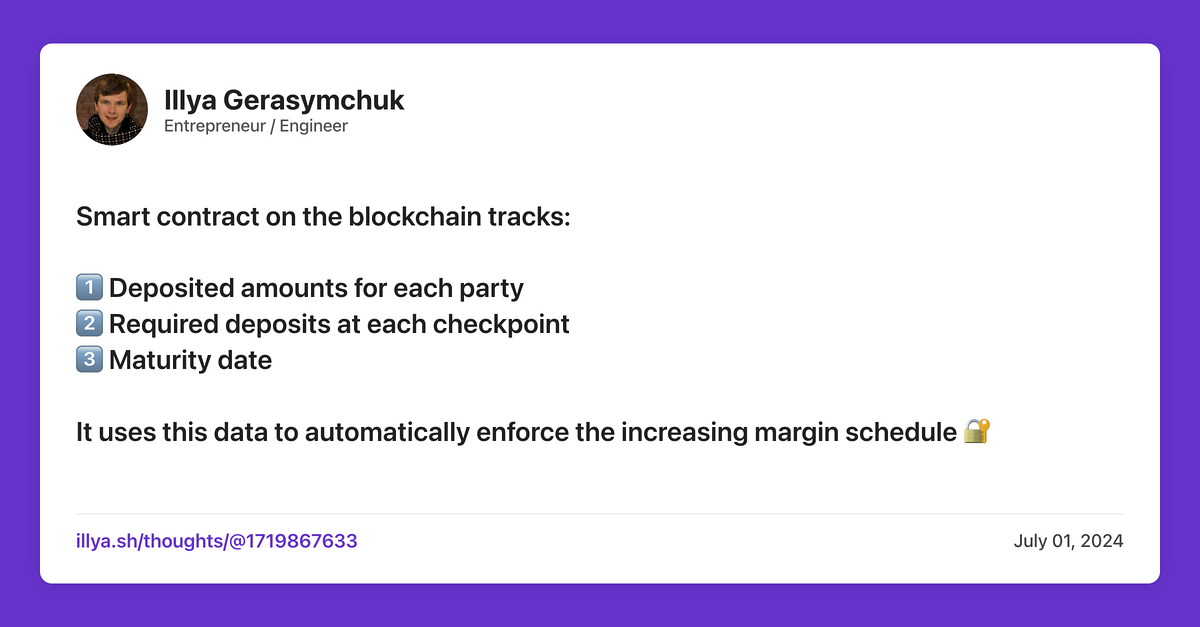 Illya Gerasymchuk
Entrepreneur / Engineer
Smart contract on the blockchain tracks:
1️⃣ Deposited amounts for each party
2️⃣ Required deposits at each checkpoint
3️⃣ Maturity date
It uses this data to automatically enforce the increasing margin schedule 🔐
illya.sh/thoughts/@1719867633
July 01, 2024